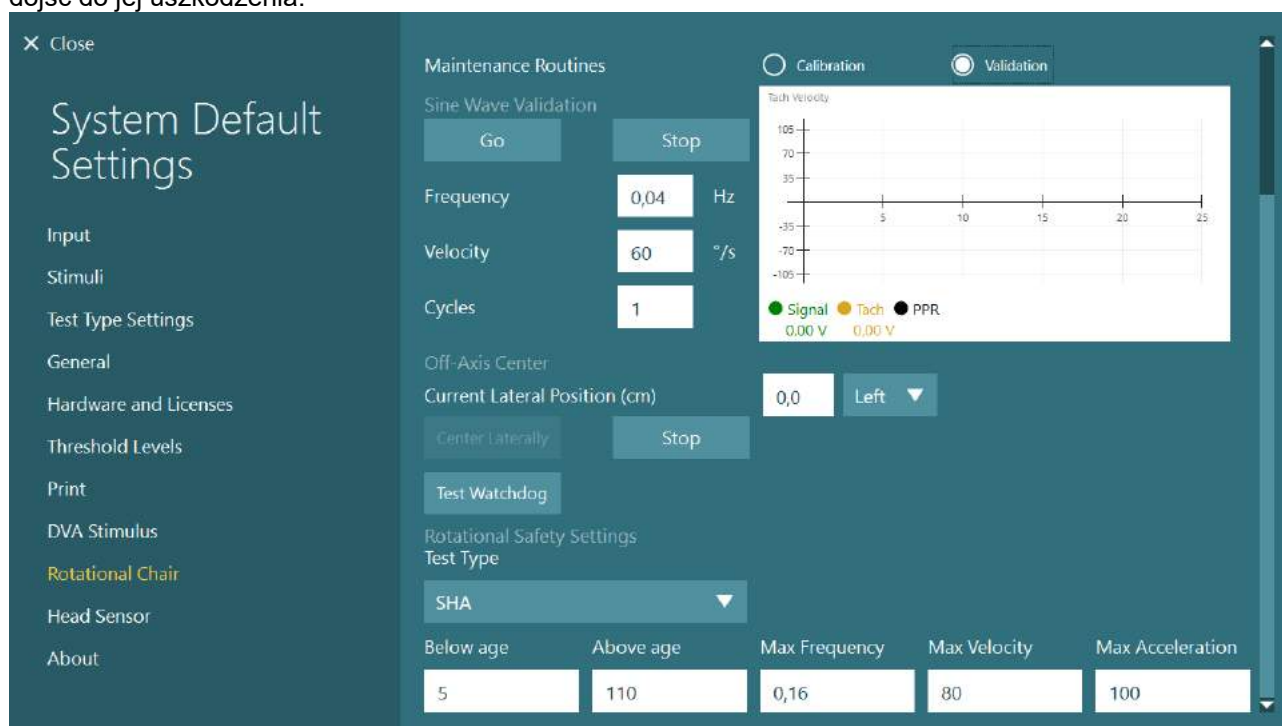 dojść do jej uszkodzenia.
× Close
System Default
Settings
Input
Stimuli
Test Type Settings
General
Hardware and Licenses
Threshold Levels
Print
DVA Stimulus
Rotational Chair
Head Sensor
About
Maintenance Routines
Calibration Validation
Sine Wave Validation
Go Stop
Frequency 0,04 Hz
Velocity 60 °/s
Cycles 1
Tach Velocity
105
70
35
5 10 15 20 25
-35
-70
-105
Signal Tach PPR
0.00 V 0.00 V
Off-Axis Center
Current Lateral Position (cm) 0,0 Left
Center Laterally Stop
Test Watchdog
Rotational Safety Settings
Test Type
SHA
Below age Above age Max Frequency Max Velocity Max Acceleration
5 110 0,16 80 100